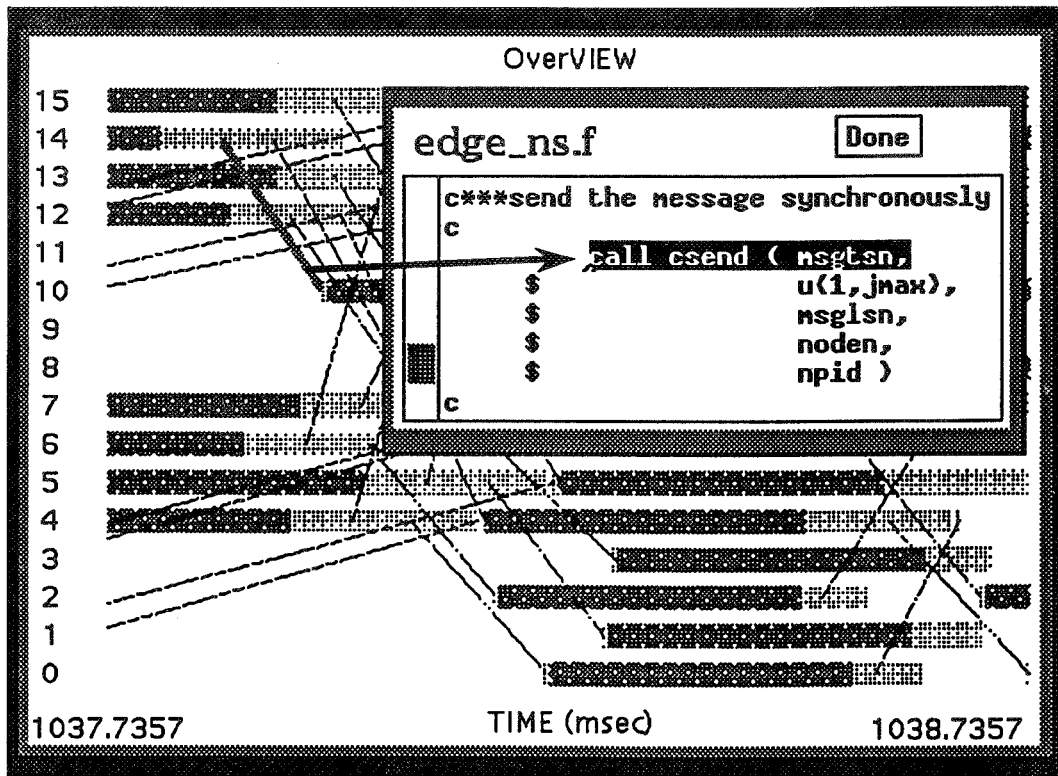 OverVIEW
15
14
13
12
11
10
9
8
7
6
5
4
3
2
1
0
edge_ns.f
Done
c***send the message synchronously
c
call csend ( msgtsn,
$ u(1,jmax),
$ msglsn,
$ noden,
$ npid )
c
1037.7357 TIME (msec) 1038.7357